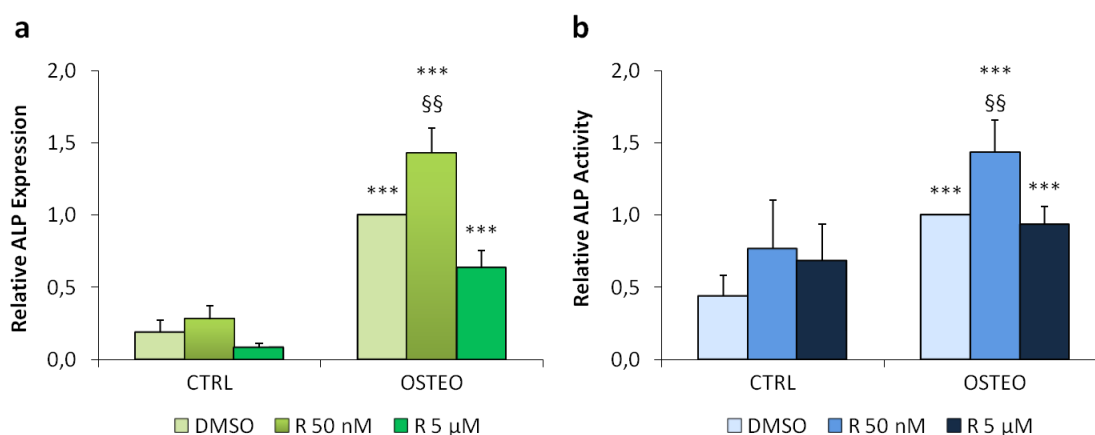 a
Relative ALP Expression
2,0
1,5
1,0
0,5
0,0
***
§§
***
***
CTRL
OSTEO
DMSO R 50 nM R 5 µM
b
Relative ALP Activity
2,0
1,5
1,0
0,5
0,0
***
§§
***
***
CTRL
OSTEO
DMSO R 50 nM R 5 µM